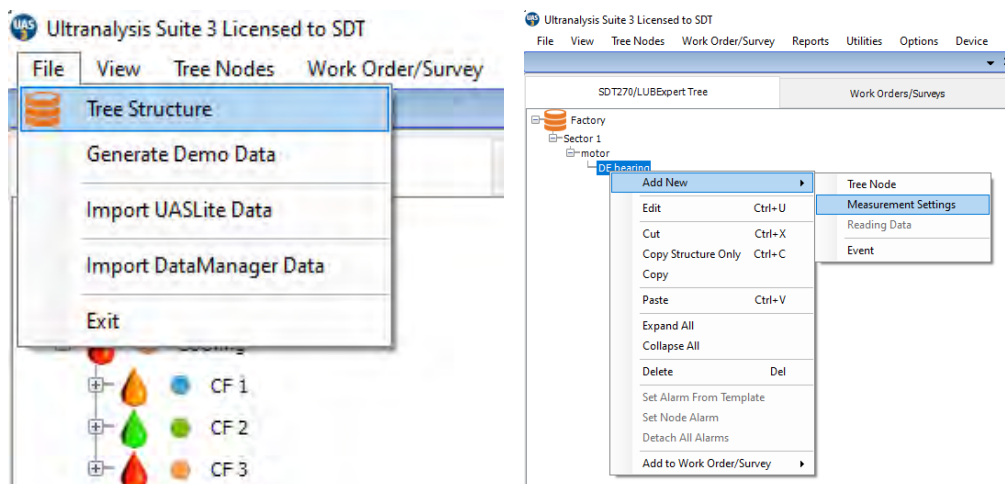 Ultranalysis Suite 3 Licensed to SDT
File View Tree Nodes Work Order/Survey
Tree Structure
Generate Demo Data
Import UASLite Data
Import DataManager Data
Exit
CF 1
CF 2
CF 3
Ultranalysis Suite 3 Licensed to SDT
File View Tree Nodes Work Order/Survey Reports Utilities Options Device
SDT270/LUBExpert Tree Work Orders/Surveys
Factory
Sector 1
motor
DE bearing
Add New
Edit Ctrl+U
Cut Ctrl+X
Copy Structure Only Ctrl+C
Copy
Paste Ctrl+V
Expand All
Collapse All
Delete Del
Set Alarm From Template
Set Node Alarm
Detach All Alarms
Add to Work Order/Survey
Tree Node
Measurement Settings
Reading Data
Event